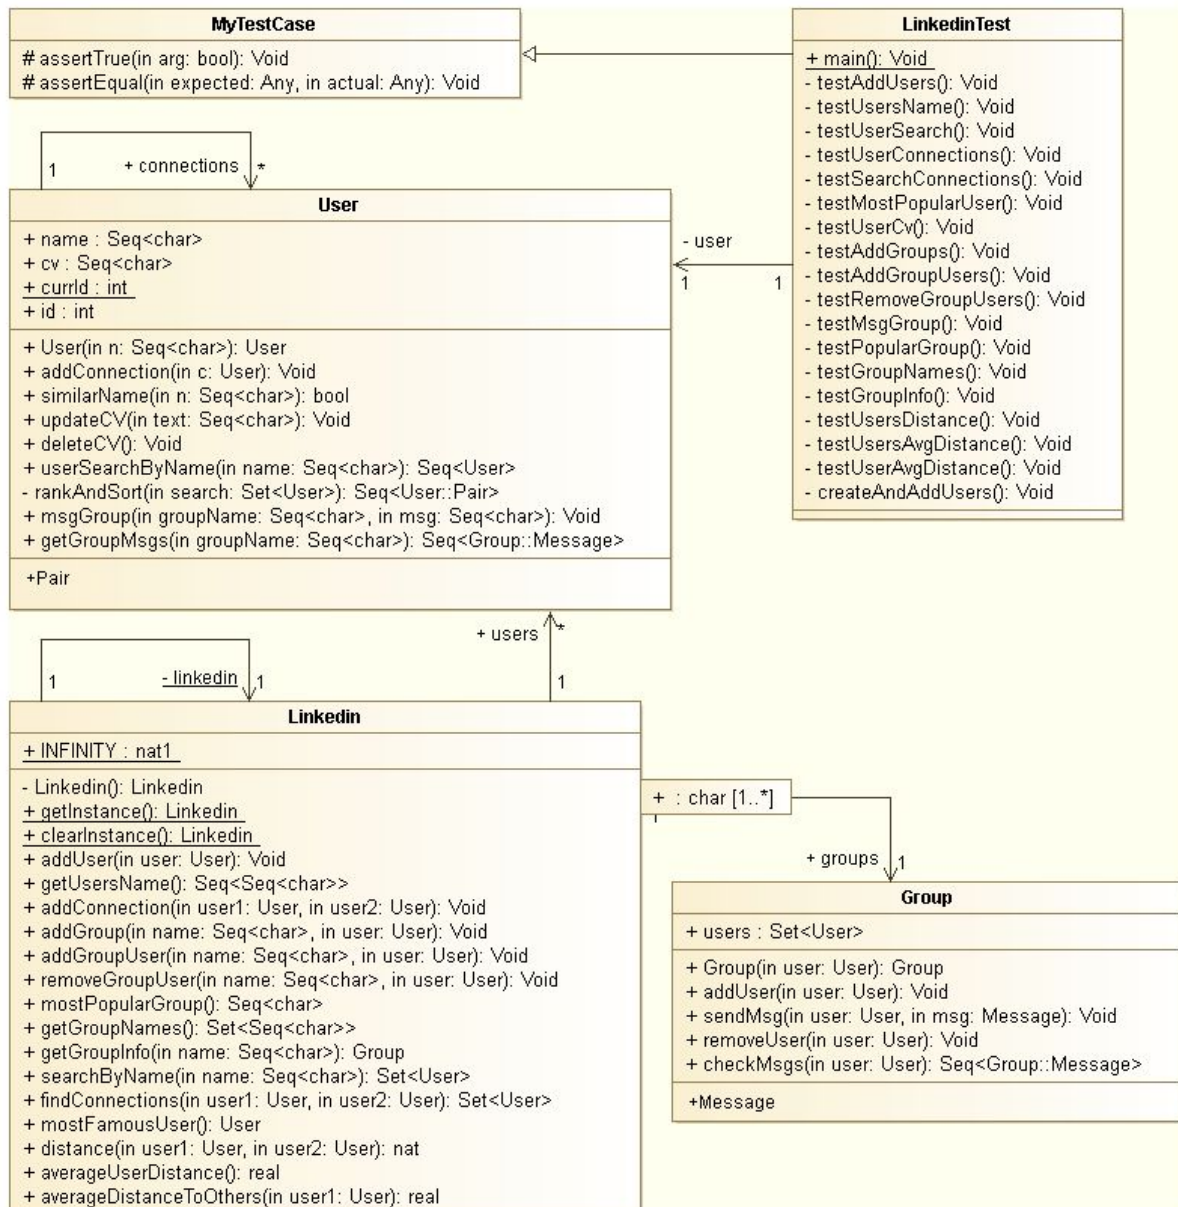 MyTestCase
# assertTrue(in arg: bool): Void
# assertEqual(in expected: Any, in actual: Any): Void
LinkedinTest
+ main(): Void
- testAddUsers(): Void
- testUsersName(): Void
- testUserSearch(): Void
- testUserConnections(): Void
- testSearchConnections(): Void
- testMostPopularUser(): Void
- testUserCv(): Void
- testAddGroups(): Void
- testAddGroupUsers(): Void
- testRemoveGroupUsers(): Void
- testMsgGroup(): Void
- testPopularGroup(): Void
- testGroupNames(): Void
- testGroupInfo(): Void
- testUsersDistance(): Void
- testUsersAvgDistance(): Void
- testUserAvgDistance(): Void
- createAndAddUsers(): Void
1
+ connections
*
User
+ name : Seq<char>
+ cv : Seq<char>
+ currId : int
+ id : int
+ User(in n: Seq<char>): User
+ addConnection(in c: User): Void
+ similarName(in n: Seq<char>): bool
+ updateCV(in text: Seq<char>): Void
+ deleteCV(): Void
+ userSearchByName(in name: Seq<char>): Seq<User>
- rankAndSort(in search: Set<User>): Seq<User::Pair>
+ msgGroup(in groupName: Seq<char>, in msg: Seq<char>): Void
+ getGroupMsgs(in groupName: Seq<char>): Seq<Group::Message>
+Pair
- user
1
1
+ users
*
1
1
- linkedin
1
Linkedin
+ INFINITY : nat1
- Linkedin(): Linkedin
+ getInstance(): Linkedin
+ clearInstance(): Linkedin
+ addUser(in user: User): Void
+ getUsersName(): Seq<Seq<char>>
+ addConnection(in user1: User, in user2: User): Void
+ addGroup(in name: Seq<char>, in user: User): Void
+ addGroupUser(in name: Seq<char>, in user: User): Void
+ removeGroupUser(in name: Seq<char>, in user: User): Void
+ mostPopularGroup(): Seq<char>
+ getGroupNames(): Set<Seq<char>>
+ getGroupInfo(in name: Seq<char>): Group
+ searchByName(in name: Seq<char>): Set<User>
+ findConnections(in user1: User, in user2: User): Set<User>
+ mostFamousUser(): User
+ distance(in user1: User, in user2: User): nat
+ averageUserDistance(): real
+ averageDistanceToOthers(in user1: User): real
+ : char [1..*]
+ groups
1
Group
+ users : Set<User>
+ Group(in user: User): Group
+ addUser(in user: User): Void
+ sendMsg(in user: User, in msg: Message): Void
+ removeUser(in user: User): Void
+ checkMsgs(in user: User): Seq<Group::Message>
+Message